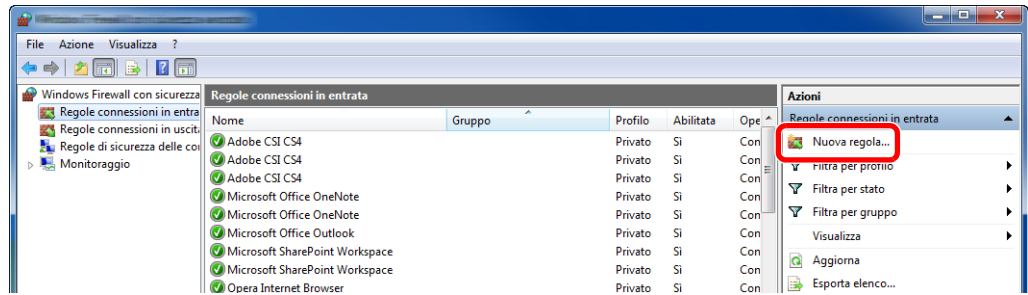 File Azione Visualizza ?
Windows Firewall con sicurezza
Regole connessioni in entra
Regole connessioni in uscit
Regole di sicurezza delle co
Monitoraggio
Regole connessioni in entrata
Nome Gruppo Profilo Abilitata Ope
Adobe CSI CS4 Privato Sì Con
Adobe CSI CS4 Privato Sì Con
Adobe CSI CS4 Privato Sì Con
Microsoft Office OneNote Privato Sì Con
Microsoft Office OneNote Privato Sì Con
Microsoft Office Outlook Privato Sì Con
Microsoft SharePoint Workspace Privato Sì Con
Microsoft SharePoint Workspace Privato Sì Con
Opera Internet Browser Privato Sì Con
Azioni
Regole connessioni in entrata
Nuova regola...
Filtra per profilo
Filtra per stato
Filtra per gruppo
Visualizza
Aggiorna
Esporta elenco...